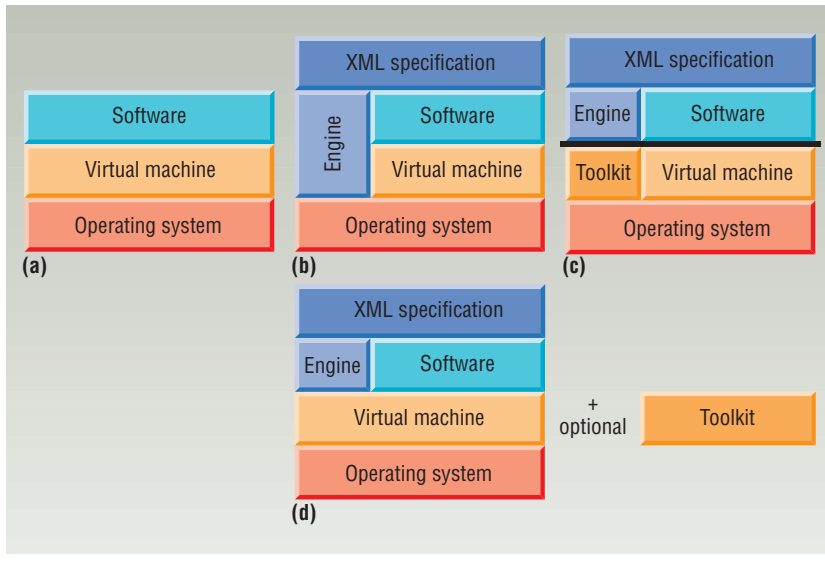 Software
Virtual machine
Operating system
(a)
XML specification
Engine
Software
Virtual machine
Operating system
(b)
XML specification
Engine
Software
Toolkit
Virtual machine
Operating system
(c)
XML specification
Engine
Software
Virtual machine
Operating system
(d)
+
optional
Toolkit